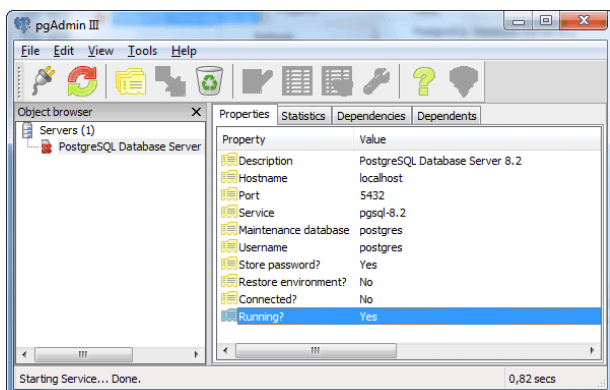 pgAdmin III
File Edit View Tools Help
Object browser X
Servers (1)
PostgreSQL Database Server
Properties Statistics Dependencies Dependents
Property Value
Description PostgreSQL Database Server 8.2
Hostname localhost
Port 5432
Service pgsql-8.2
Maintenance database postgres
Username postgres
Store password? Yes
Restore environment? No
Connected? No
Running? Yes
Starting Service... Done. 0,82 secs